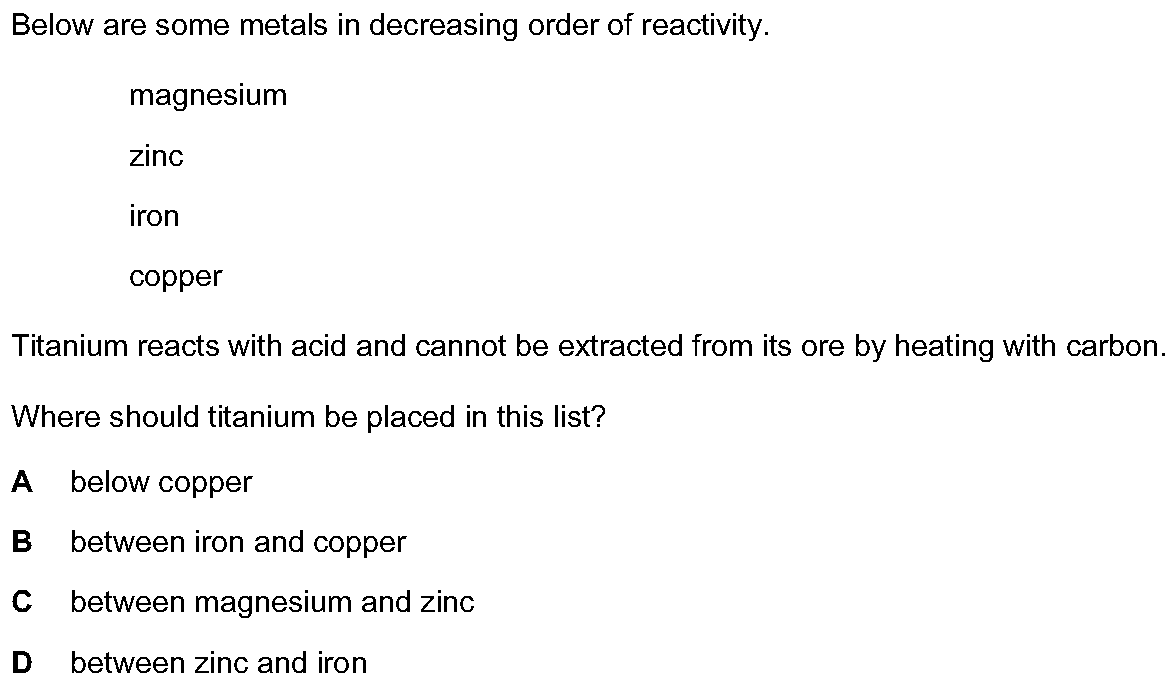 Below are some metals in decreasing order of reactivity.
magnesium
zinc
iron
copper
Titanium reacts with acid and cannot be extracted from its ore by heating with carbon.
Where should titanium be placed in this list?
A below copper
B between iron and copper
C between magnesium and zinc
D between zinc and iron